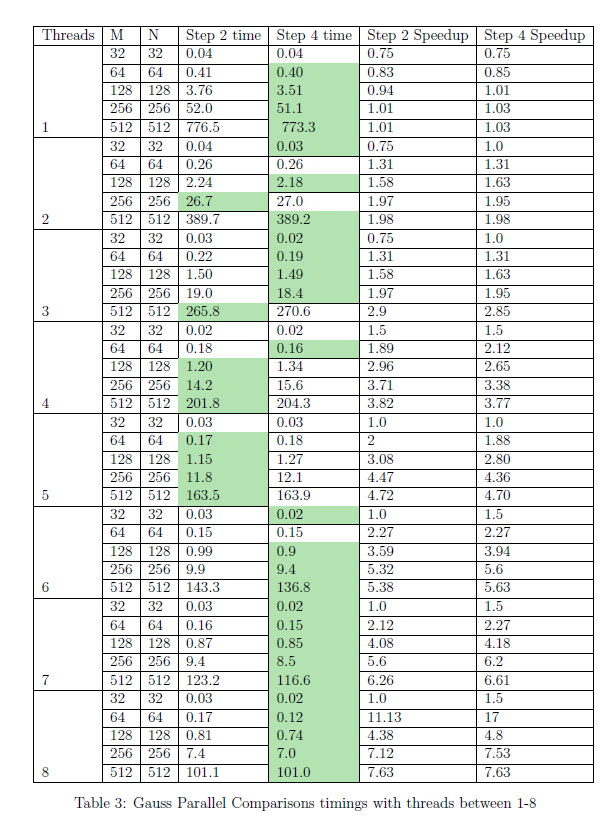 Threads M N Step 2 time Step 4 time Step 2 Speedup Step 4 Speedup
32 32 0.04 0.04 0.75 0.75
64 64 0.41 0.40 0.83 0.85
128 128 3.76 3.51 0.94 1.01
256 256 52.0 51.1 1.01 1.03
1 512 512 776.5 773.3 1.01 1.03
32 32 0.04 0.03 0.75 1.0
64 64 0.26 0.26 1.31 1.31
128 128 2.24 2.18 1.58 1.63
256 256 26.7 27.0 1.97 1.95
2 512 512 389.7 389.2 1.98 1.98
32 32 0.03 0.02 0.75 1.0
64 64 0.22 0.19 1.31 1.31
128 128 1.50 1.49 1.58 1.63
256 256 19.0 18.4 1.97 1.95
3 512 512 265.8 270.6 2.9 2.85
32 32 0.02 0.02 1.5 1.5
64 64 0.18 0.16 1.89 2.12
128 128 1.20 1.34 2.96 2.65
256 256 14.2 15.6 3.71 3.38
4 512 512 201.8 204.3 3.82 3.77
32 32 0.03 0.03 1.0 1.0
64 64 0.17 0.18 2 1.88
128 128 1.15 1.27 3.08 2.80
256 256 11.8 12.1 4.47 4.36
5 512 512 163.5 163.9 4.72 4.70
32 32 0.03 0.02 1.0 1.5
64 64 0.15 0.15 2.27 2.27
128 128 0.99 0.9 3.59 3.94
256 256 9.9 9.4 5.32 5.6
6 512 512 143.3 136.8 5.38 5.63
32 32 0.03 0.02 1.0 1.5
64 64 0.16 0.15 2.12 2.27
128 128 0.87 0.85 4.08 4.18
256 256 9.4 8.5 5.6 6.2
7 512 512 123.2 116.6 6.26 6.61
32 32 0.03 0.02 1.0 1.5
64 64 0.17 0.12 11.13 17
128 128 0.81 0.74 4.38 4.8
256 256 7.4 7.0 7.12 7.53
8 512 512 101.1 101.0 7.63 7.63
Table 3: Gauss Parallel Comparisons timings with threads between 1-8